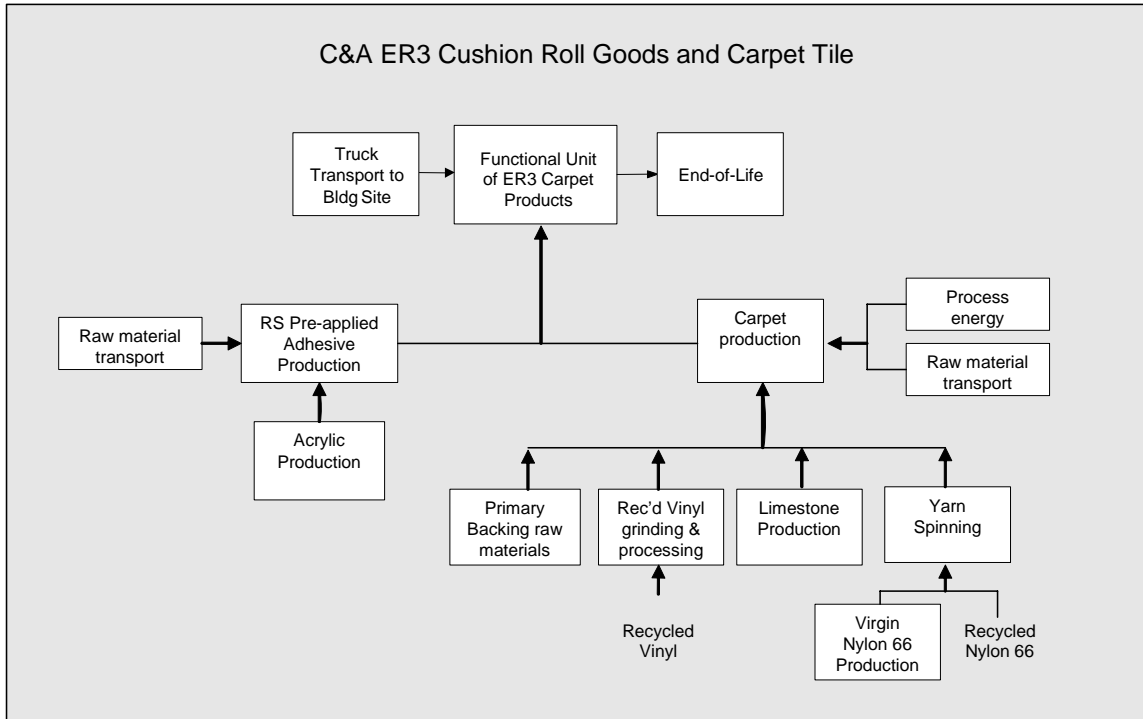 C&A ER3 Cushion Roll Goods and Carpet Tile
Truck
Transport to
Bldg Site
Functional Unit
of ER3 Carpet
Products
End-of-Life
Raw material
transport
RS Pre-applied
Adhesive
Production
Carpet
production
Process
energy
Raw material
transport
Acrylic
Production
Primary
Backing raw
materials
Rec'd Vinyl
grinding &
processing
Limestone
Production
Yarn
Spinning
Recycled
Vinyl
Virgin
Nylon 66
Production
Recycled
Nylon 66